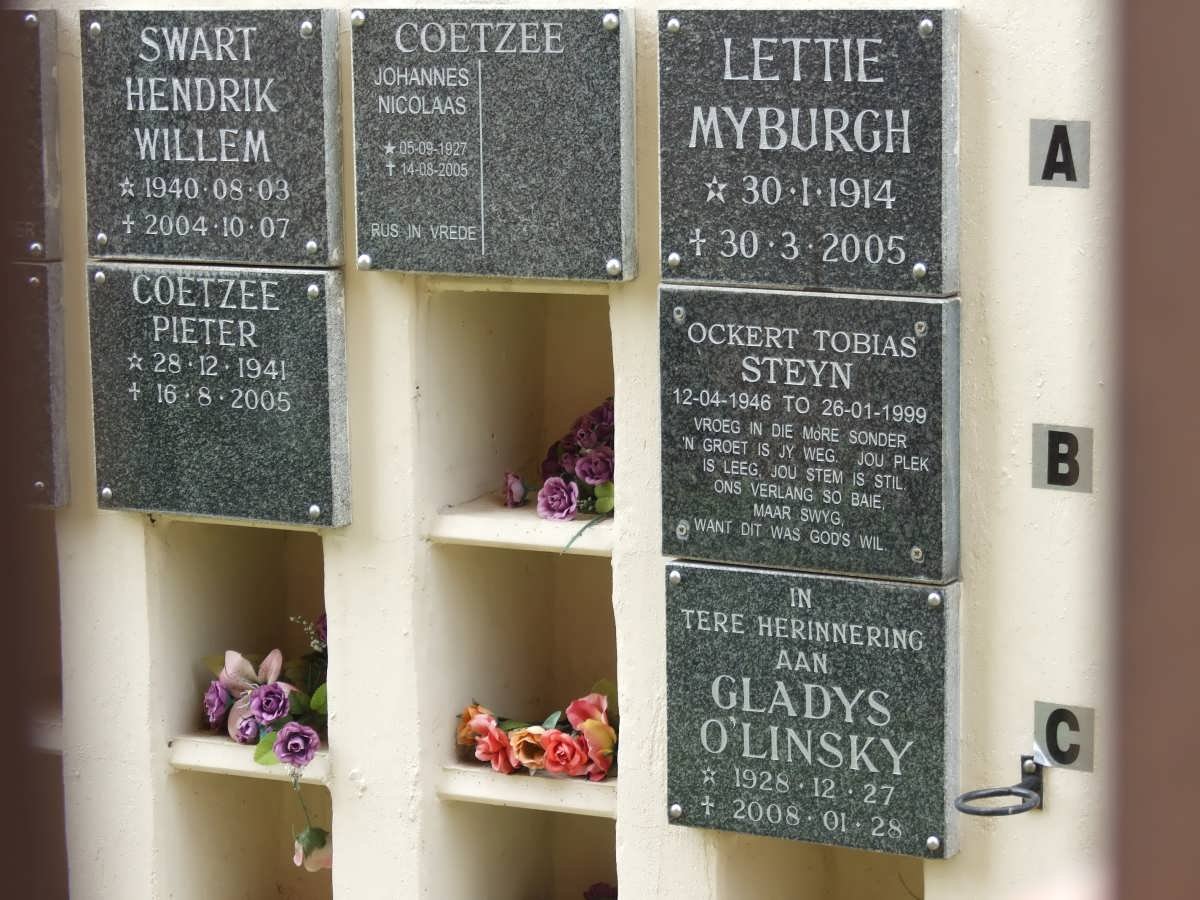 SWART
HENDRIK
WILLEM
☆ 1940·08·03
✝ 2004·10·07
COETZEE
JOHANNES
NICOLAAS
★ 05-09-1927
✝ 14-08-2005
RUS IN VREDE
LETTIE
MYBURGH
☆ 30·1·1914
✝ 30·3·2005
A
COETZEE
PIETER
☆ 28·12·1941
✝ 16·8·2005
OCKERT TOBIAS
STEYN
12-04-1946 TO 26-01-1999
VROEG IN DIE MôRE SONDER
'N GROET IS JY WEG. JOU PLEK
IS LEEG, JOU STEM IS STIL
ONS VERLANG SO BAIE,
MAAR SWYG,
WANT DIT WAS GOD'S WIL.
B
IN
TERE HERINNERING
AAN
GLADYS
O'LINSKY
☆ 1928·12·27
✝ 2008·01·28
C